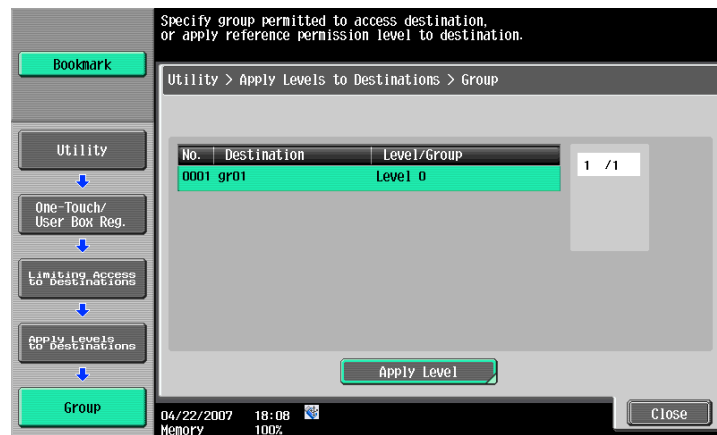 Specify group permitted to access destination,
or apply reference permission level to destination.
Bookmark
Utility > Apply Levels to Destinations > Group
Utility
One-Touch/
User Box Reg.
Limiting Access
to Destinations
Apply Levels
to Destinations
Group
No. Destination Level/Group
0001 gr01 Level 0
1 /1
Apply Level
04/22/2007 18:08
Memory 100%
Close